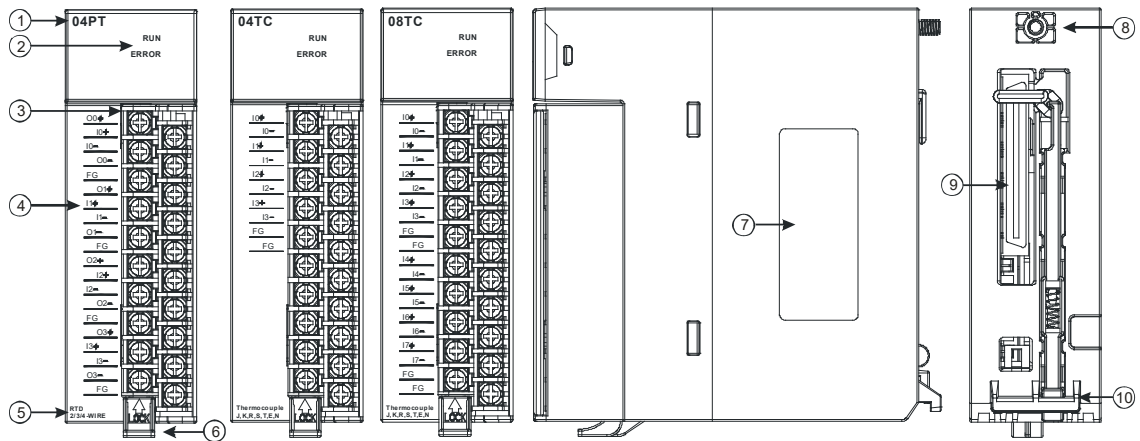 ① 04PT
② RUN
ERROR
③
O0+
I0+
I0-
O0-
FG
O1+
④ I1+
I1-
O1-
FG
O2+
I2+
I2-
O2-
FG
O3+
I3+
I3-
O3-
FG
⑤ RTD
2/3/4-WIRE
LOCK
⑥
04TC
RUN
ERROR
I0+
I0-
I1+
I1-
I2+
I2-
I3+
I3-
FG
FG
Thermocouple
J,K,R,S,T,E,N
LOCK
08TC
RUN
ERROR
I0+
I0-
I1+
I1-
I2+
I2-
I3+
I3-
FG
FG
I4+
I4-
I5+
I5-
I6+
I6-
I7+
I7-
FG
FG
Thermocouple
J,K,R,S,T,E,N
LOCK
⑦
⑧
⑨
⑩